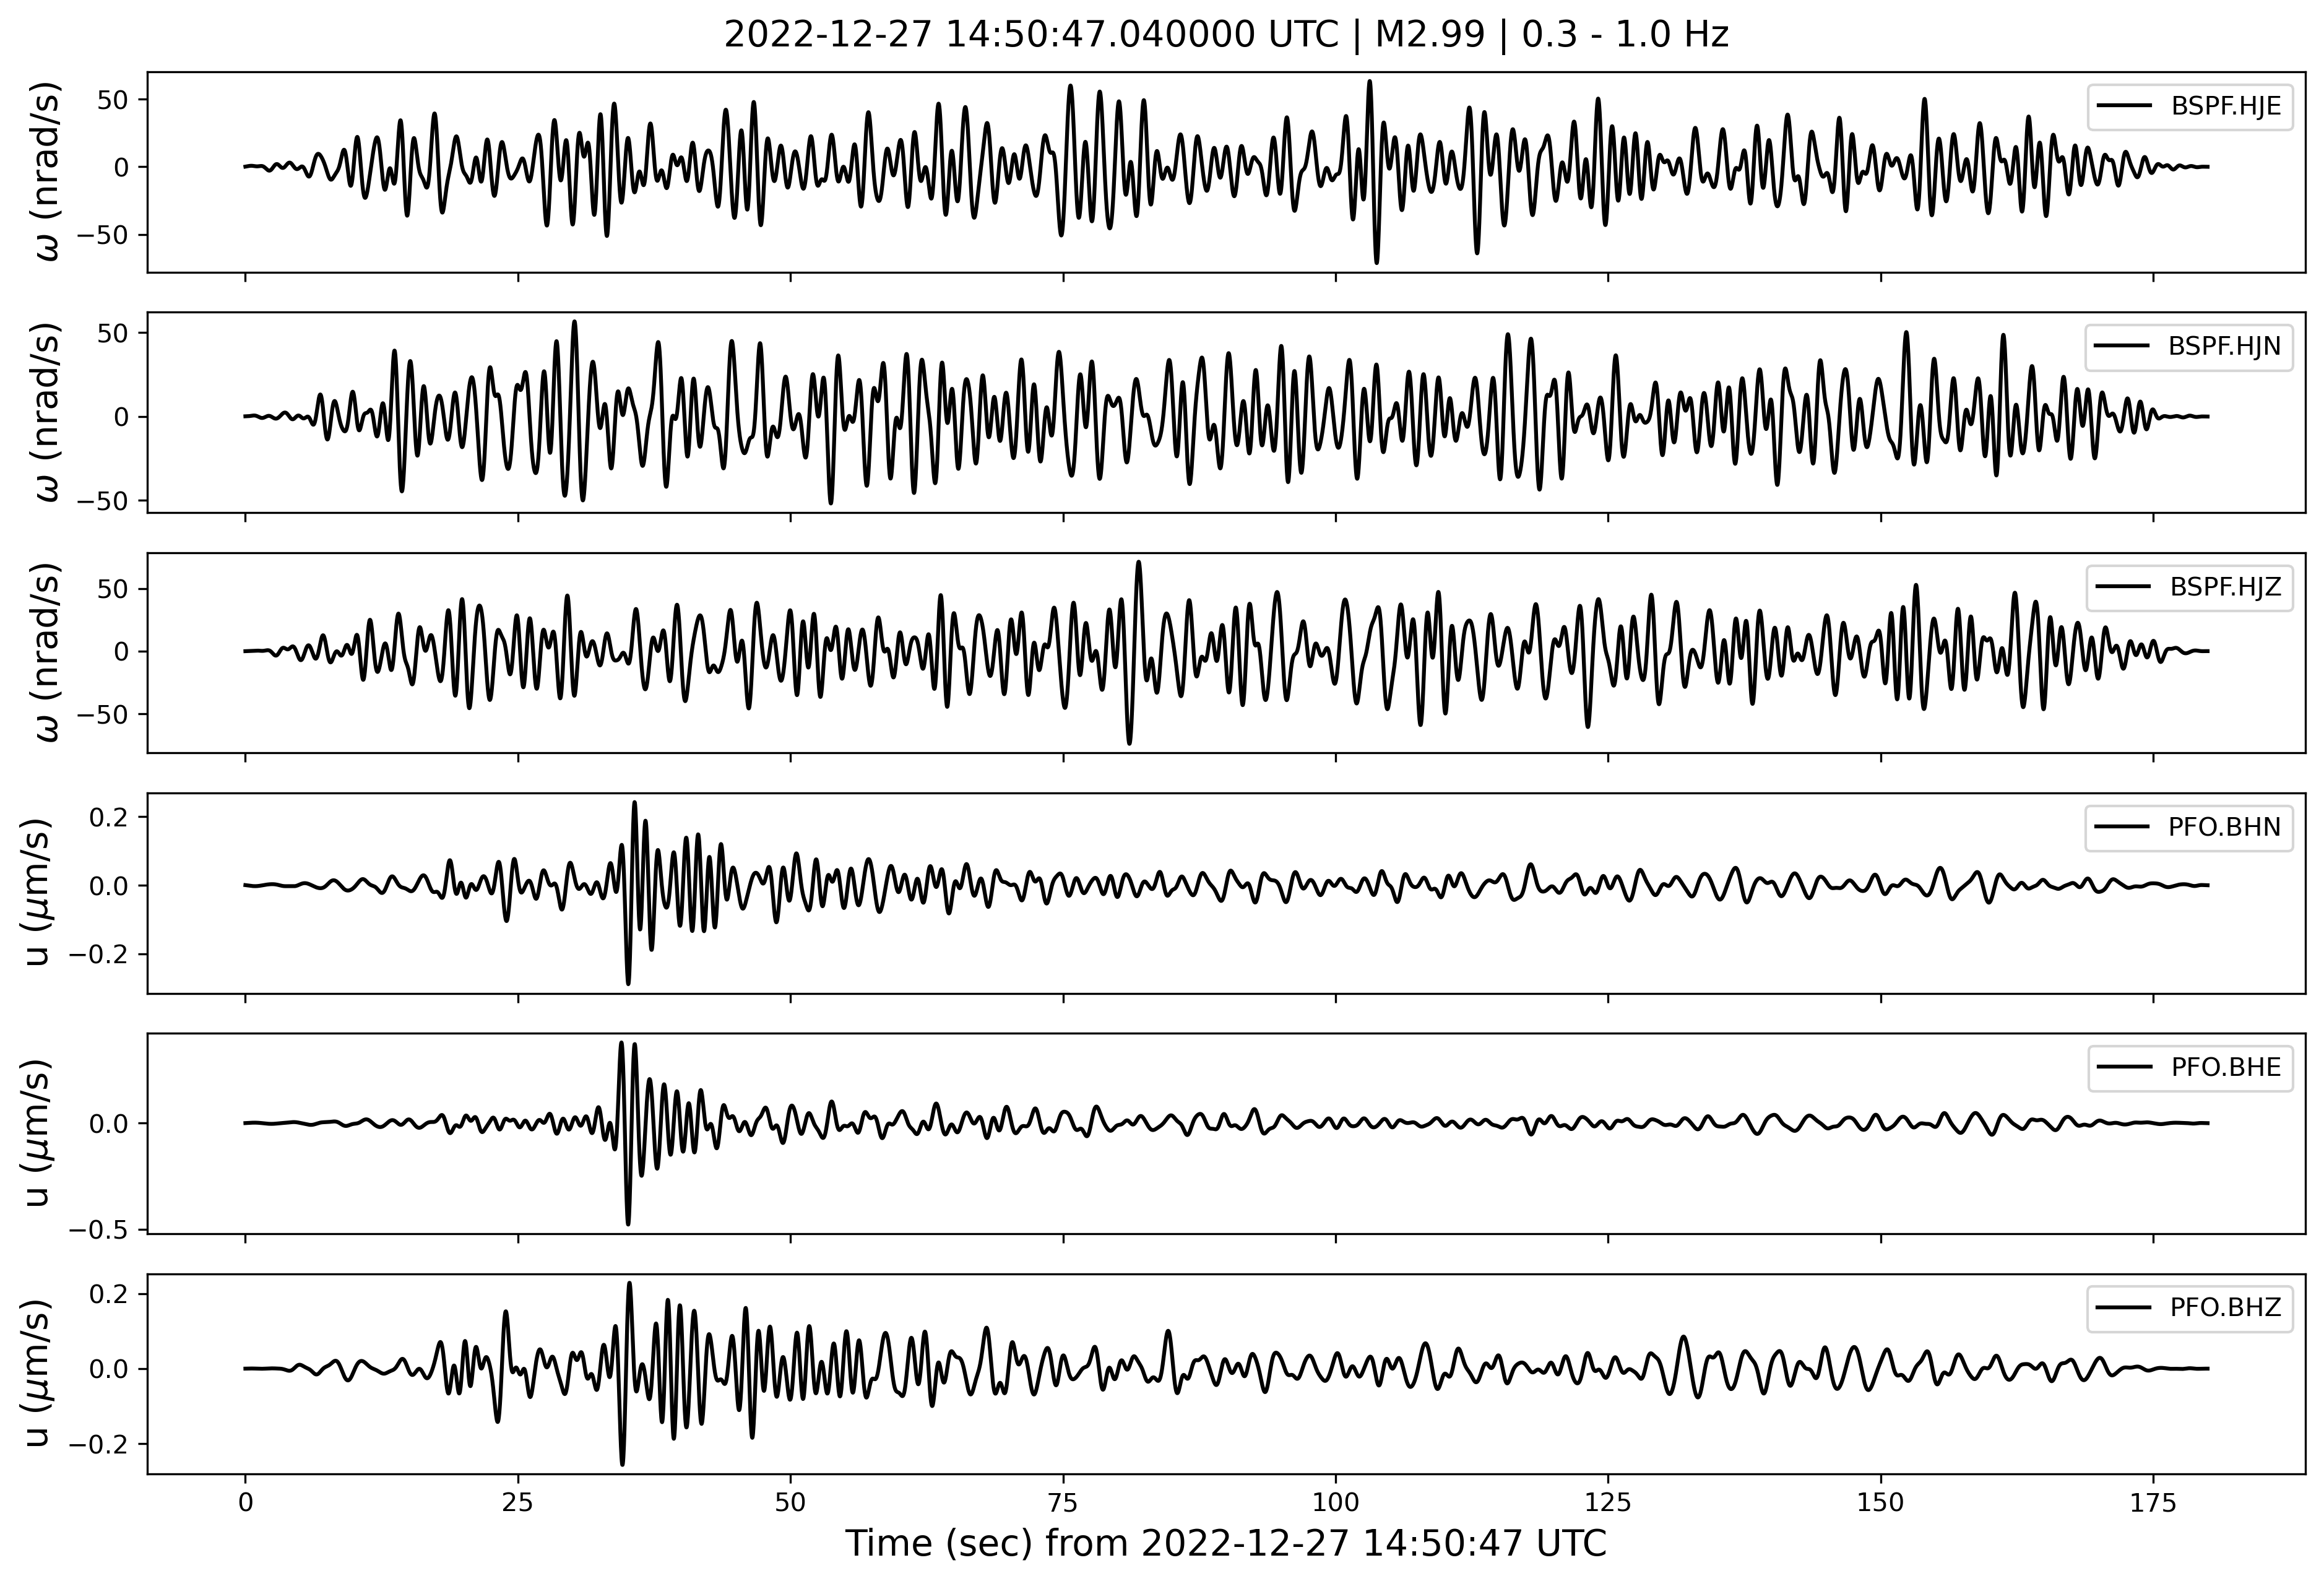 2022-12-27 14:50:47.040000 UTC | M2.99 | 0.3 - 1.0 Hz
ω (nrad/s)
50
0
−50
BSPF.HJE
ω (nrad/s)
50
0
−50
BSPF.HJN
ω (nrad/s)
50
0
−50
BSPF.HJZ
u (μm/s)
0.2
0.0
−0.2
PFO.BHN
u (μm/s)
0.0
−0.5
PFO.BHE
u (μm/s)
0.2
0.0
−0.2
PFO.BHZ
0 25 50 75 100 125 150 175
Time (sec) from 2022-12-27 14:50:47 UTC